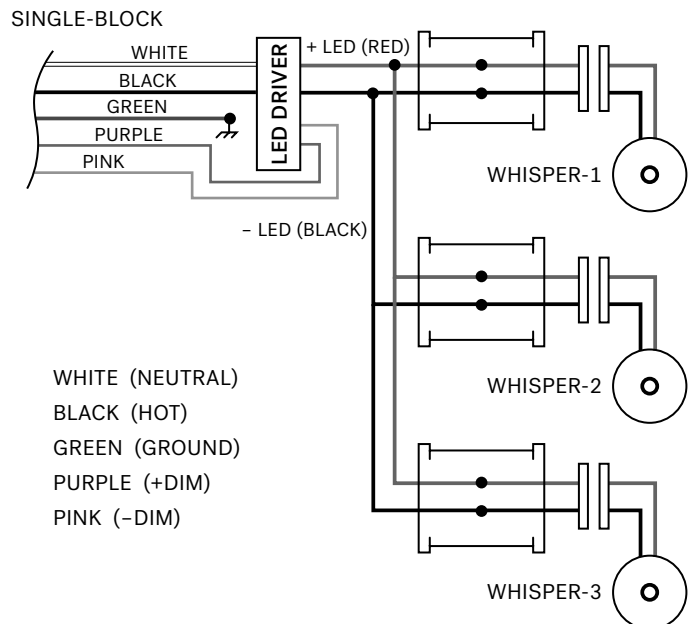 SINGLE-BLOCK
WHITE
BLACK
GREEN
PURPLE
PINK
LED DRIVER
+ LED (RED)
– LED (BLACK)
WHISPER-1
WHISPER-2
WHISPER-3
WHITE (NEUTRAL)
BLACK (HOT)
GREEN (GROUND)
PURPLE (+DIM)
PINK (–DIM)